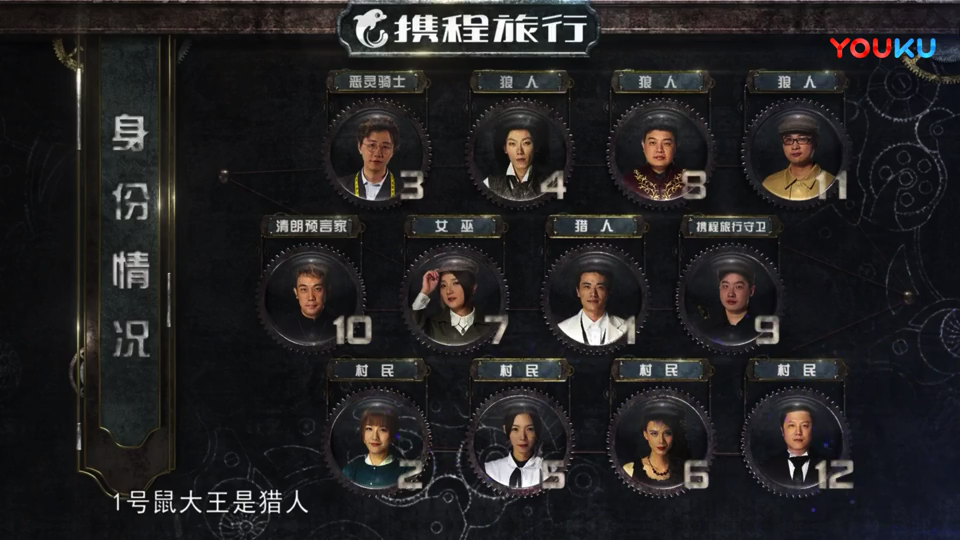 携程旅行
YOUKU
身份情况
恶灵骑士 狼人 狼人 狼人
3 4 8 11
清朗预言家 女巫 猎人 携程旅行守卫
10 7 1 9
村民 村民 村民 村民
2 5 6 12
1号鼠大王是猎人